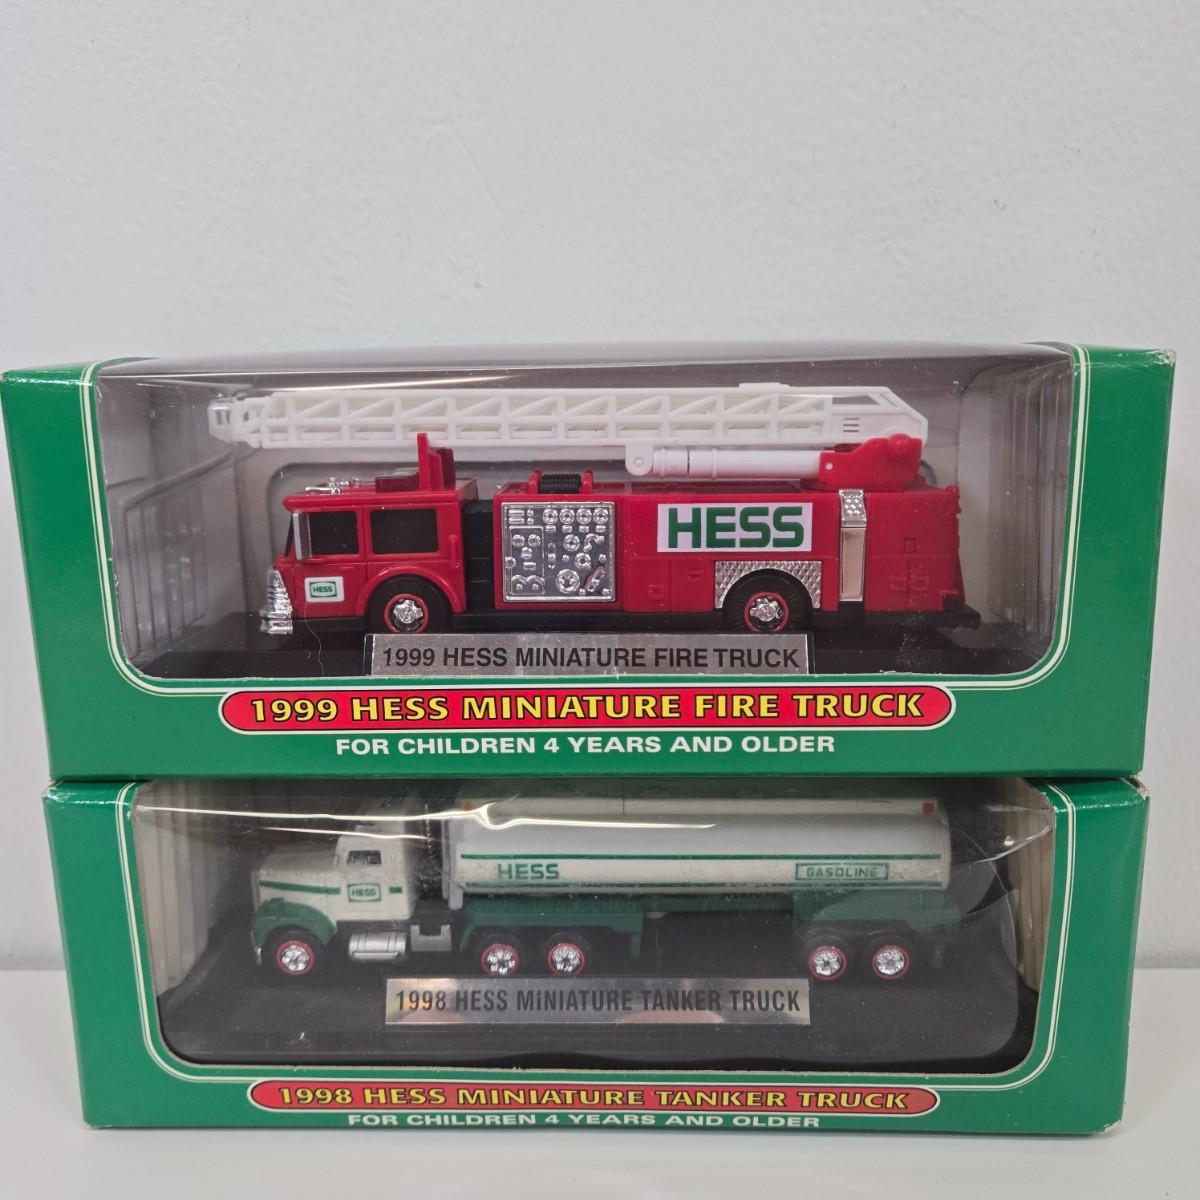 HESS
HESS
1999 HESS MINIATURE FIRE TRUCK
1999 HESS MINIATURE FIRE TRUCK
FOR CHILDREN 4 YEARS AND OLDER
HESS
GASOLINE
HESS
1998 HESS MINIATURE TANKER TRUCK
1998 HESS MINIATURE TANKER TRUCK
FOR CHILDREN 4 YEARS AND OLDER